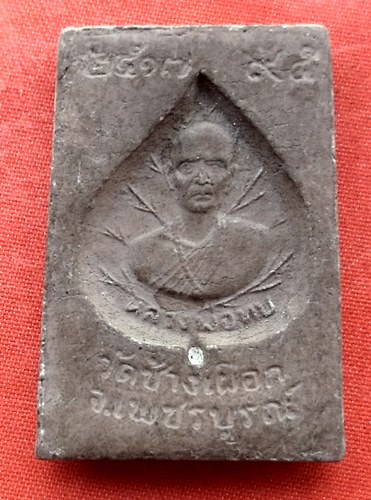 ๒๕๑๗ ๙๕
หลวงพ่อทบ
วัดช้างเผือก
จ.เพชรบูรณ์